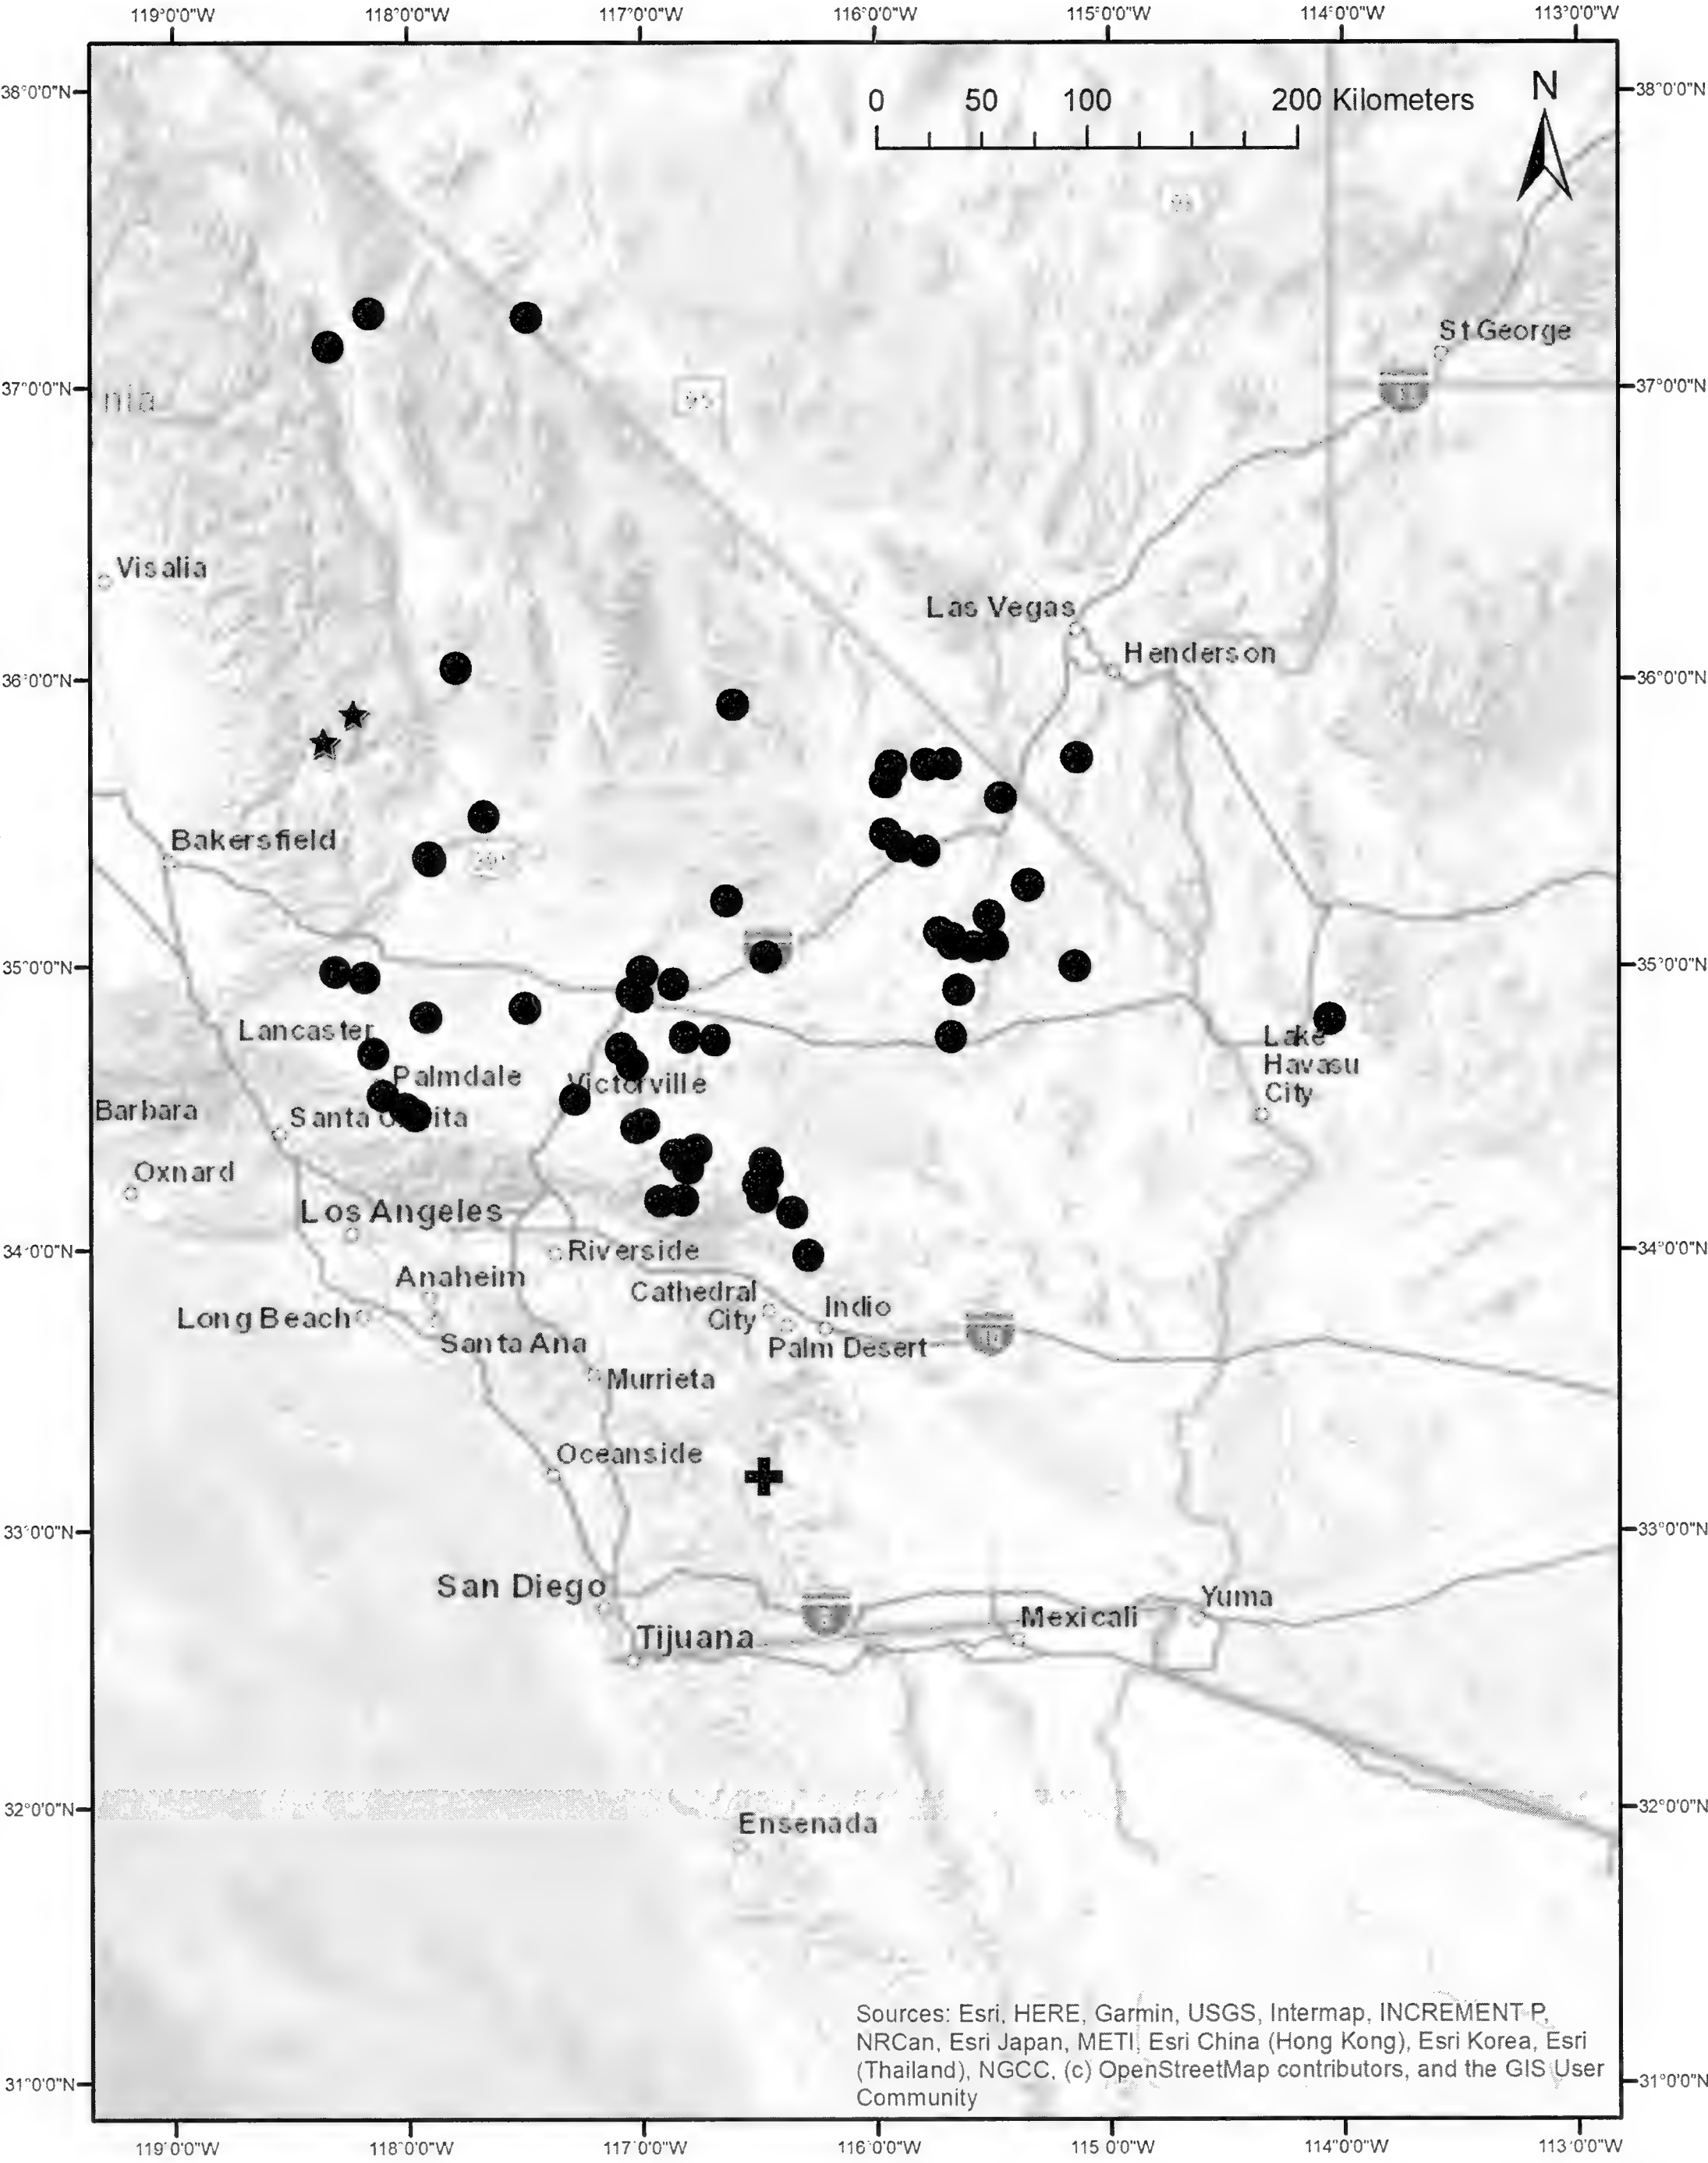 119°0'0"W 118°0'0"W 117°0'0"W 116°0'0"W 115°0'0"W 114°0'0"W 113°0'0"W
0 50 100 200 Kilometers
N
38°0'0"N 38°0'0"N
St George
37°0'0"N 37°0'0"N
nia
95
Visalia
Las Vegas
Henderson
36°0'0"N 36°0'0"N
Bakersfield
35°0'0"N 35°0'0"N
Lancaster
Lake
Havasu
City
Palmdale
Victorville
Barbara
Santa
Oxnard
Los Angeles
34°0'0"N 34°0'0"N
Riverside
Anaheim
Cathedral
City
Indio
Long Beach
Santa Ana
Palm Desert
Murrieta
Oceanside
33°0'0"N 33°0'0"N
San Diego
Yuma
Mexicali
Tijuana
32°0'0"N 32°0'0"N
Ensenada
Sources: Esri, HERE, Garmin, USGS, Intermap, INCREMENT P,
NRCan, Esri Japan, METI, Esri China (Hong Kong), Esri Korea, Esri
(Thailand), NGCC, (c) OpenStreetMap contributors, and the GIS User
Community
31°0'0"N 31°0'0"N
119°0'0"W 118°0'0"W 117°0'0"W 116°0'0"W 115°0'0"W 114°0'0"W 113°0'0"W